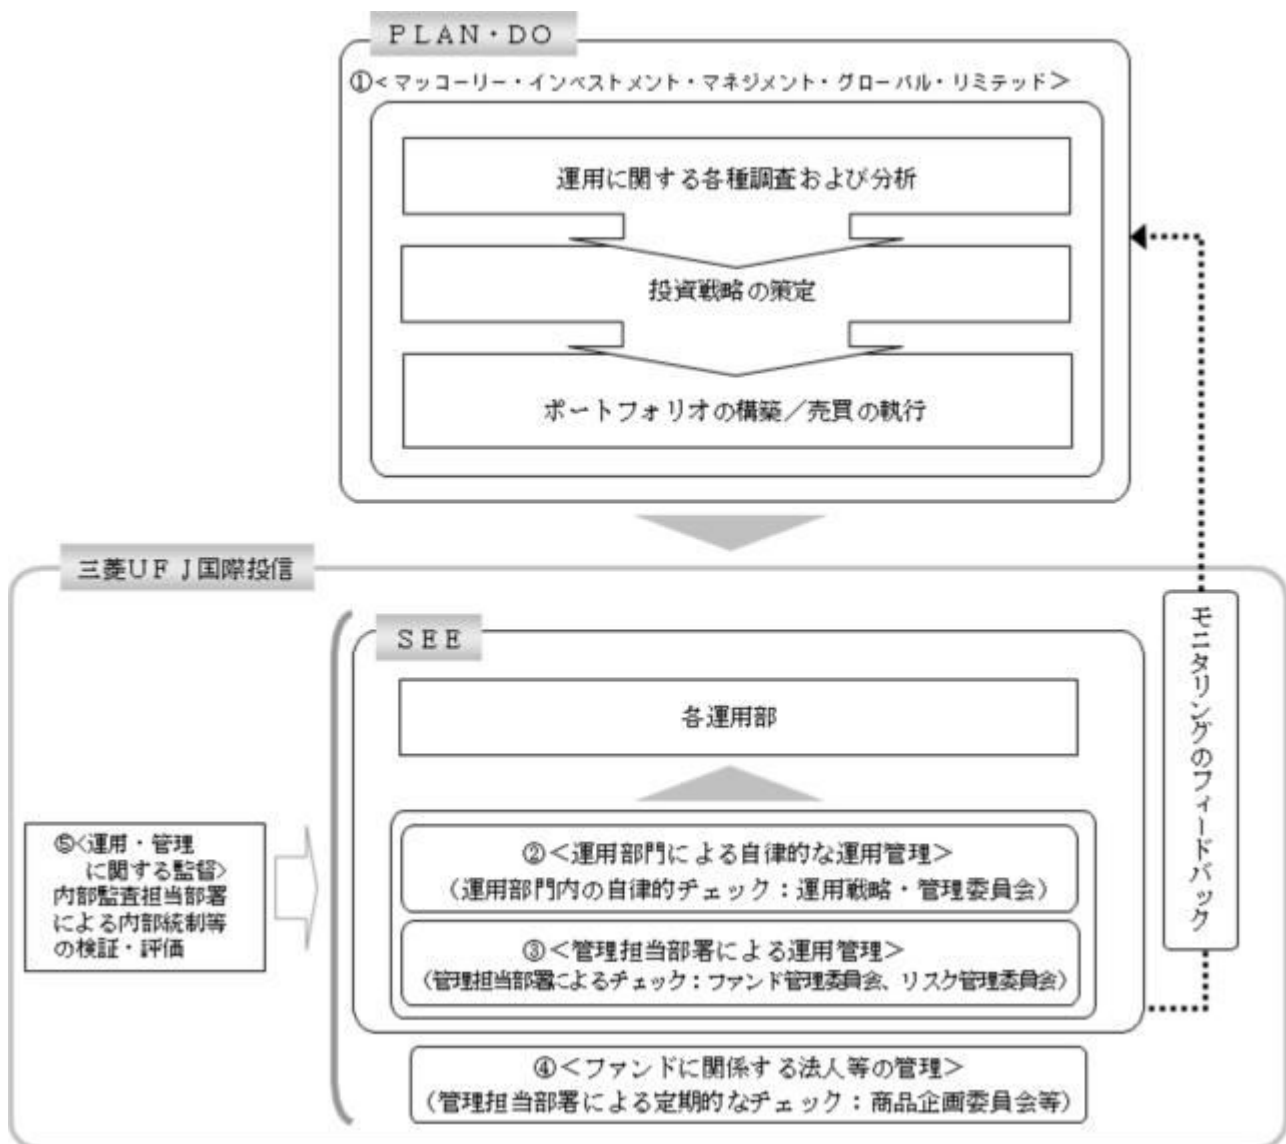 ＰＬＡＮ・ＤＯ
①＜マッコーリー・インベストメント・マネジメント・グローバル・リミテッド＞
運用に関する各種調査および分析
投資戦略の策定
ポートフォリオの構築／売買の執行
三菱ＵＦＪ国際投信
ＳＥＥ
各運用部
②＜運用部門による自律的な運用管理＞
（運用部門内の自律的チェック：運用戦略・管理委員会）
③＜管理担当部署による運用管理＞
（管理担当部署によるチェック：ファンド管理委員会、リスク管理委員会）
④＜ファンドに関係する法人等の管理＞
（管理担当部署による定期的なチェック：商品企画委員会等）
⑤＜運用・管理
に関する監督＞
内部監査担当部署
による内部統制等
の検証・評価
モニタリングのフィードバック